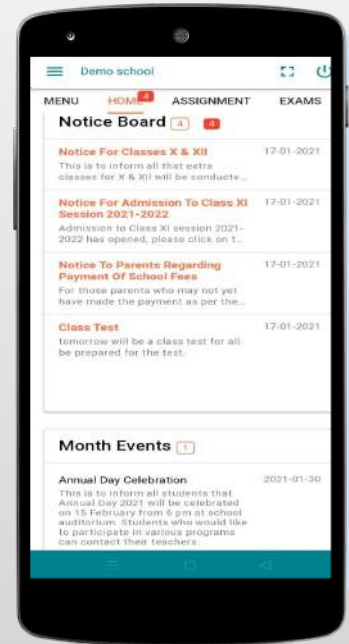 Demo school
MENU HOME 4 ASSIGNMENT EXAMS
Notice Board 4 4
Notice For Classes X & XII 17-01-2021
This is to inform all that extra
classes for X & XII will be conducte...
Notice For Admission To Class XI 17-01-2021
Session 2021-2022
Admission to Class XI session 2021-
2022 has opened, please click on t...
Notice To Parents Regarding 17-01-2021
Payment Of School Fees
For those parents who may not yet
have made the payment as per the...
Class Test 17-01-2021
tomorrow will be a class test for all.
be prepared for the test.
Month Events 1
Annual Day Celebration 2021-01-30
This is to inform all students that
Annual Day 2021 will be celebrated
on 15 February from 6 pm at school
auditorium. Students who would like
to participate in various programs
can contact their teachers.